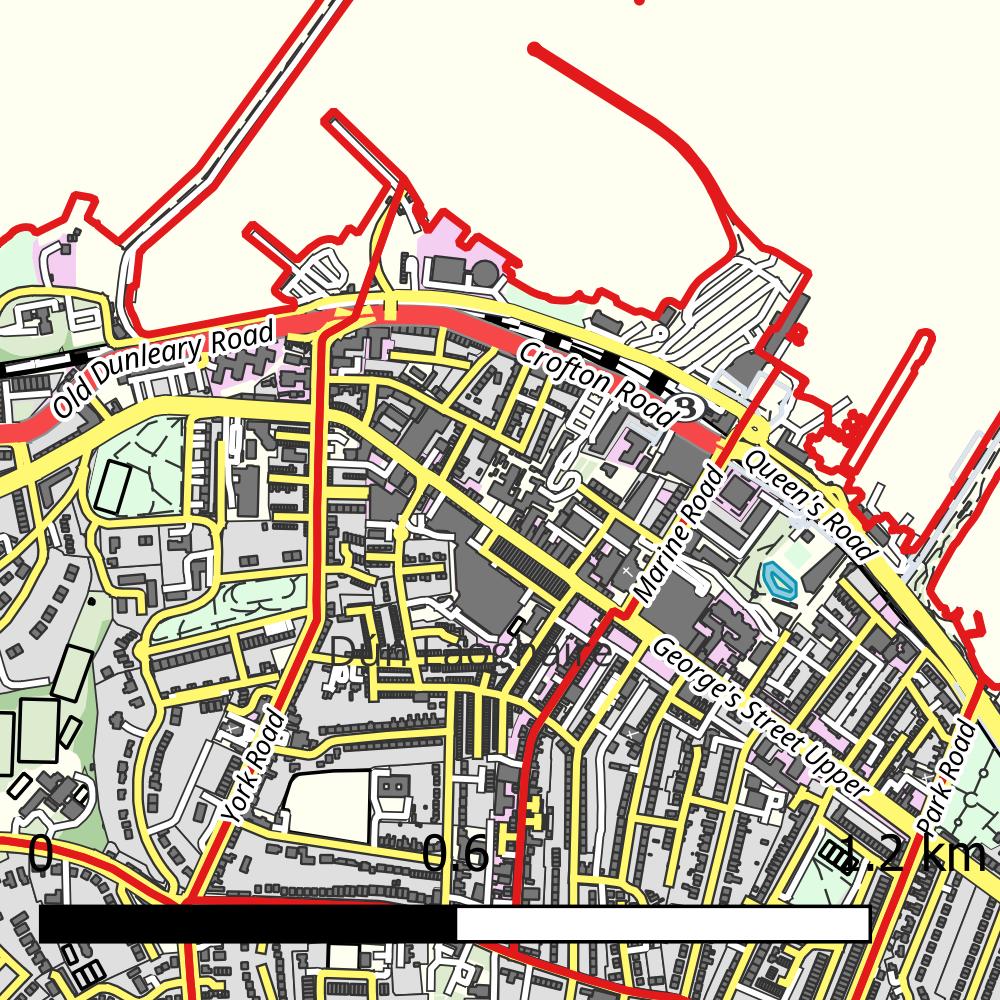 Old Dunleary Road
Crofton Road
Queen's Road
Marine Road
Dún Laoghaire
George's Street Upper
York Road
Park Road
0
0.6
1.2 km